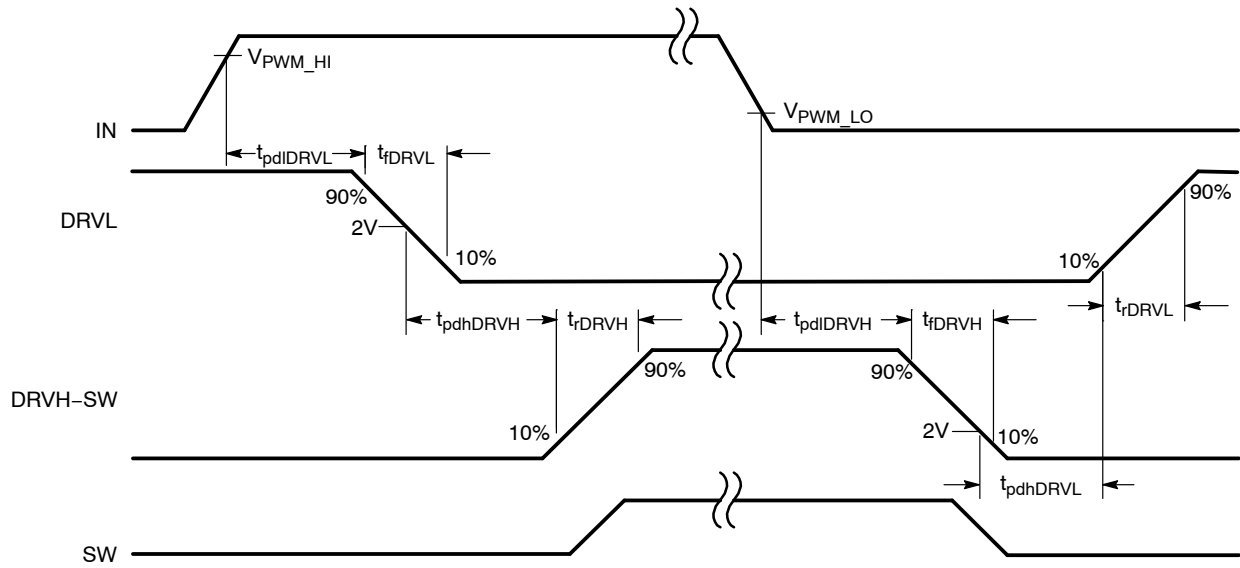 V_PWM_HI
IN
V_PWM_LO
t_pdlDRVL t_fDRVL
90%
90%
DRVL
2V
10%
10%
t_pdhDRVH t_rDRVH
t_pdlDRVH t_fDRVH
t_rDRVL
90%
90%
DRVH−SW
10%
2V
10%
t_pdhDRVL
SW